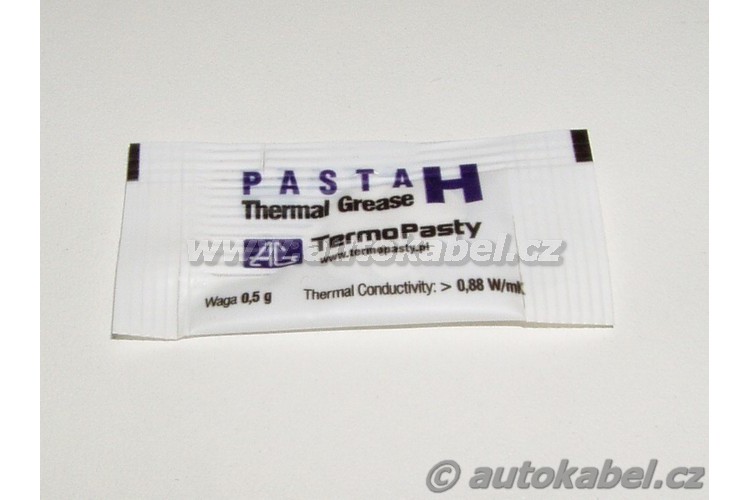 PASTA H
Thermal Grease
AG TermoPasty
www.termopasty.pl
www.autokabel.cz
Waga 0,5 g Thermal Conductivity: > 0,88 W/mK
© autokabel.cz